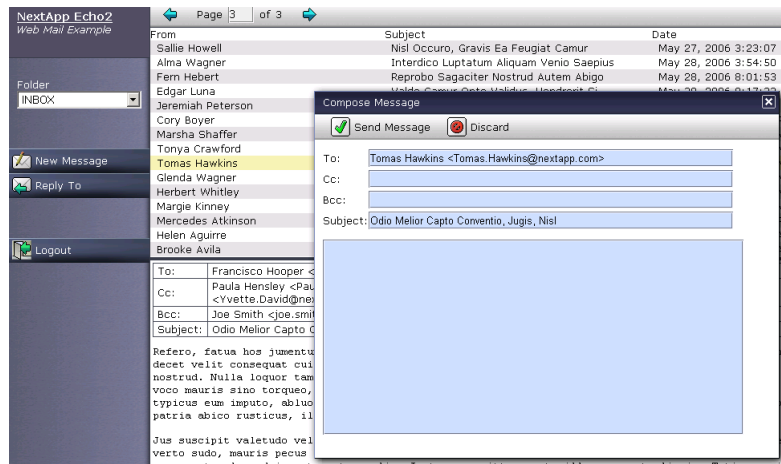 NextApp Echo2
Web Mail Example
Folder
INBOX
New Message
Reply To
Logout
Page 3 of 3
From Subject Date
Sallie Howell Nisl Occuro, Gravis Ea Feugiat Camur May 27, 2006 3:23:07
Alma Wagner Interdico Luptatum Aliquam Venio Saepius May 28, 2006 3:54:50
Fern Hebert Reprobo Sagaciter Nostrud Autem Abigo May 28, 2006 8:01:53
Edgar Luna
Jeremiah Peterson
Cory Boyer
Marsha Shaffer
Tonya Crawford
Tomas Hawkins
Glenda Wagner
Herbert Whitley
Margie Kinney
Mercedes Atkinson
Helen Aguirre
Brooke Avila
Compose Message
Send Message Discard
To: Tomas Hawkins <Tomas.Hawkins@nextapp.com>
Cc:
Bcc:
Subject: Odio Melior Capto Conventio, Jugis, Nisl
To: Francisco Hooper <
Cc: Paula Hensley <Pau
<Yvette.David@ne
Bcc: Joe Smith <joe.smit
Subject: Odio Melior Capto C
Refero, fatua hos jumentu
decet velit consequat cui
nostrud. Nulla loquor tam
voco mauris sino torqueo,
typicus eum imputo, abluo
patria abico rusticus, il
Jus suscipit valetudo vel
verto sudo, mauris pecus